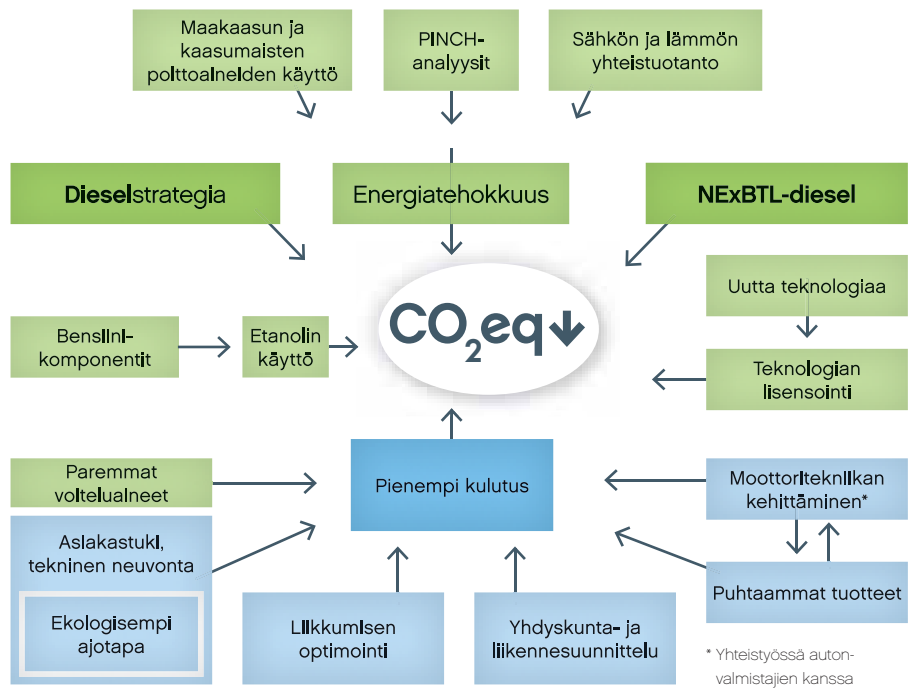 Maakaasun ja
kaasumaisten
polttoaineiden käyttö
PINCH-
analyysit
Sähkön ja lämmön
yhteistuotanto
Dieselstrategia
Energiatehokkuus
NExBTL-diesel
CO₂eq↓
Uutta teknologiaa
Bensiini-
komponentit
Etanolin
käyttö
Teknologian
lisensointi
Paremmat
voiteluaineet
Pienempi kulutus
Moottoritekniikan
kehittäminen*
Asiakastuki,
tekninen neuvonta
Ekologisempi
ajotapa
Liikkumisen
optimointi
Yhdyskunta- ja
liikennesuunnittelu
Puhtaammat tuotteet
* Yhteistyössä auton-
valmistajien kanssa